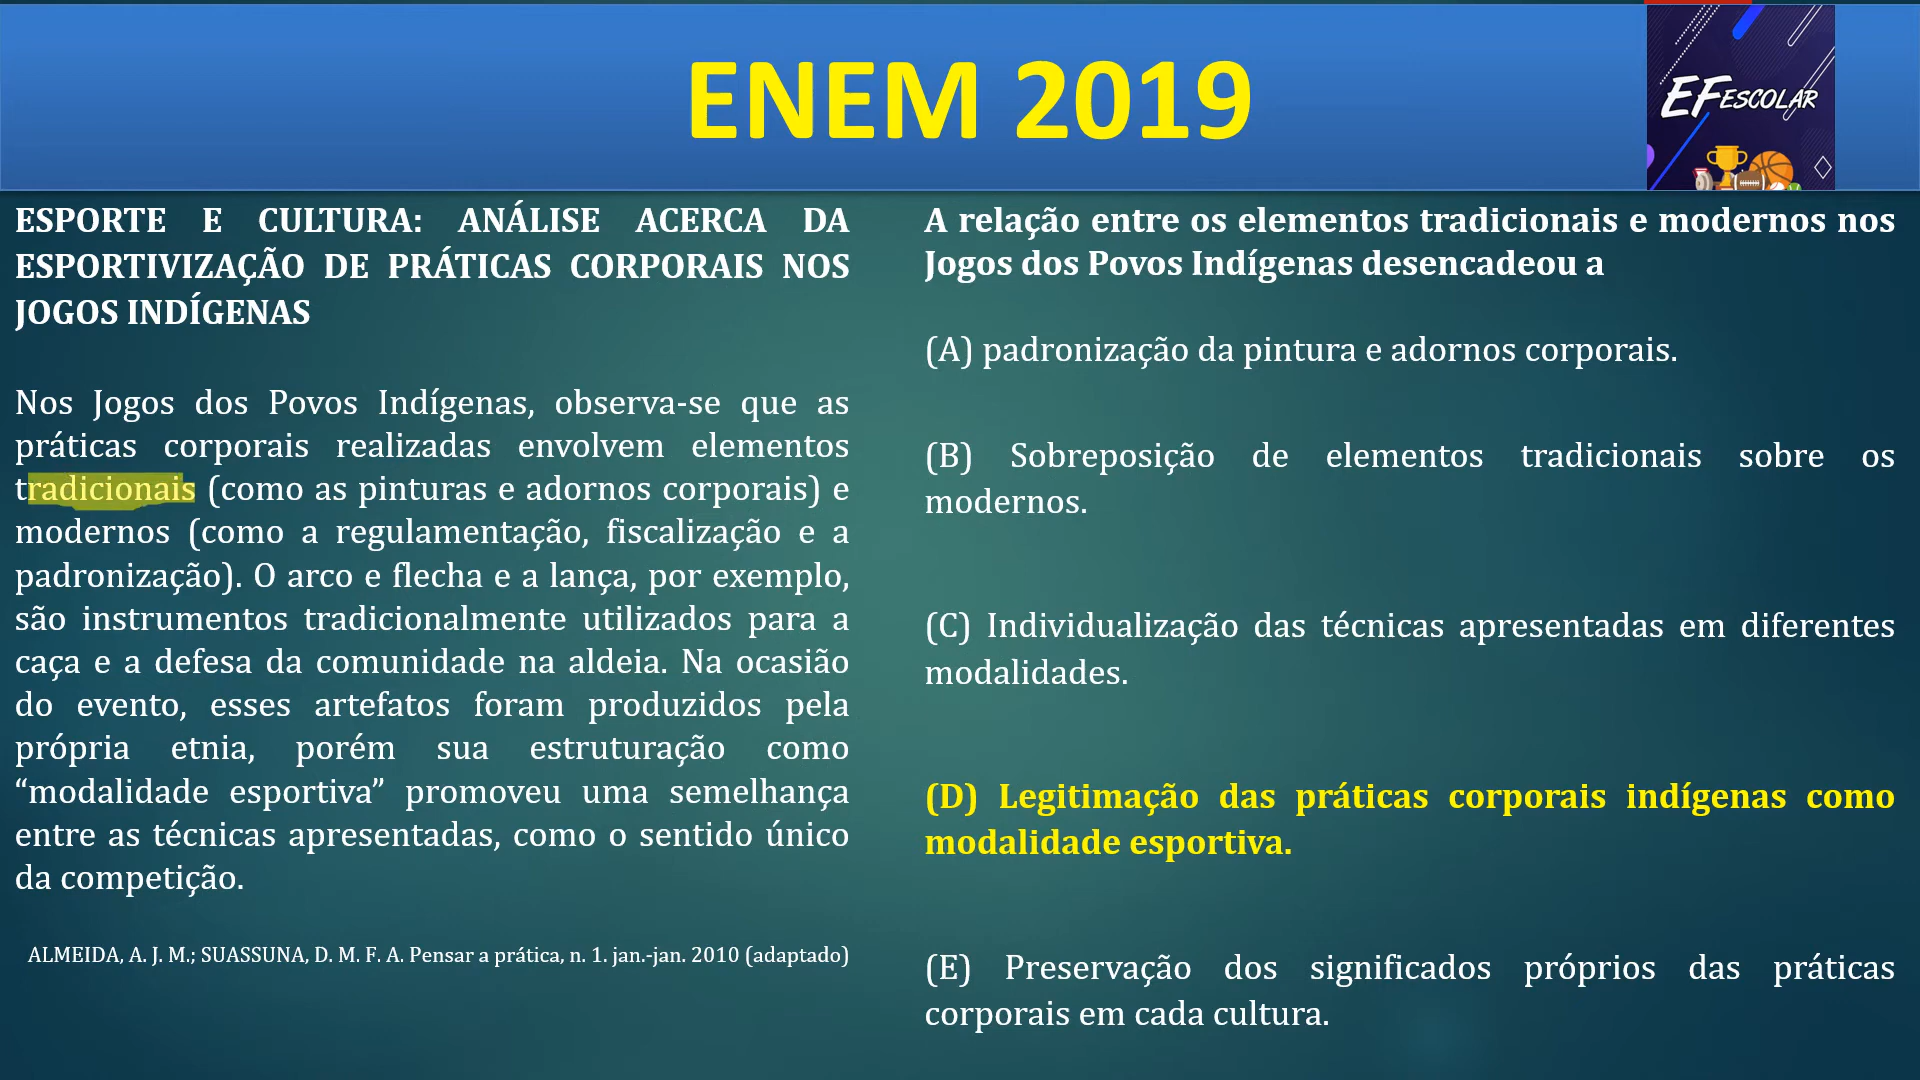 ENEM 2019
EF ESCOLAR
ESPORTE E CULTURA: ANÁLISE ACERCA DA
ESPORTIVIZAÇÃO DE PRÁTICAS CORPORAIS NOS
JOGOS INDÍGENAS
Nos Jogos dos Povos Indígenas, observa-se que as
práticas corporais realizadas envolvem elementos
tradicionais (como as pinturas e adornos corporais) e
modernos (como a regulamentação, fiscalização e a
padronização). O arco e flecha e a lança, por exemplo,
são instrumentos tradicionalmente utilizados para a
caça e a defesa da comunidade na aldeia. Na ocasião
do evento, esses artefatos foram produzidos pela
própria etnia, porém sua estruturação como
“modalidade esportiva” promoveu uma semelhança
entre as técnicas apresentadas, como o sentido único
da competição.
ALMEIDA, A. J. M.; SUASSUNA, D. M. F. A. Pensar a prática, n. 1. jan.-jan. 2010 (adaptado)
A relação entre os elementos tradicionais e modernos nos
Jogos dos Povos Indígenas desencadeou a
(A) padronização da pintura e adornos corporais.
(B) Sobreposição de elementos tradicionais sobre os
modernos.
(C) Individualização das técnicas apresentadas em diferentes
modalidades.
(D) Legitimação das práticas corporais indígenas como
modalidade esportiva.
(E) Preservação dos significados próprios das práticas
corporais em cada cultura.